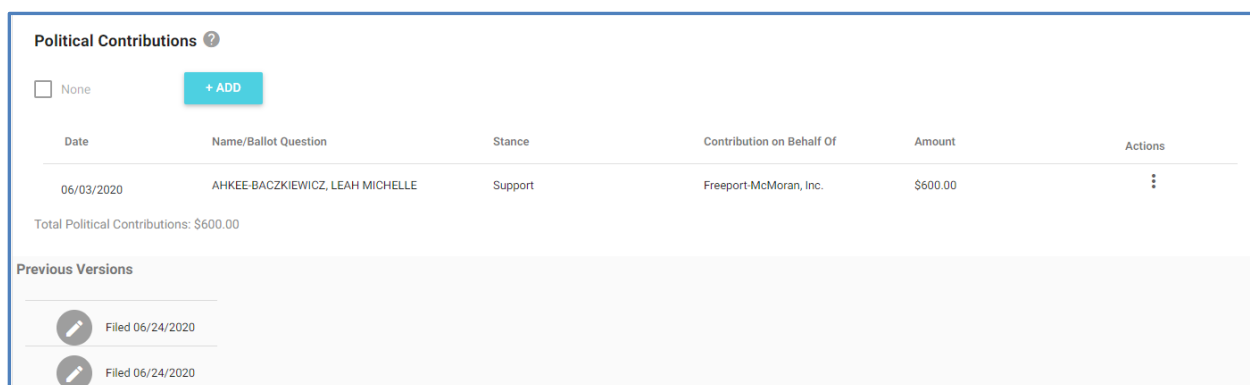 Political Contributions ?
None + ADD
Date Name/Ballot Question Stance Contribution on Behalf Of Amount Actions
06/03/2020 AHKEE-BACZKIEWICZ, LEAH MICHELLE Support Freeport-McMoran, Inc. $600.00
Total Political Contributions: $600.00
Previous Versions
Filed 06/24/2020
Filed 06/24/2020